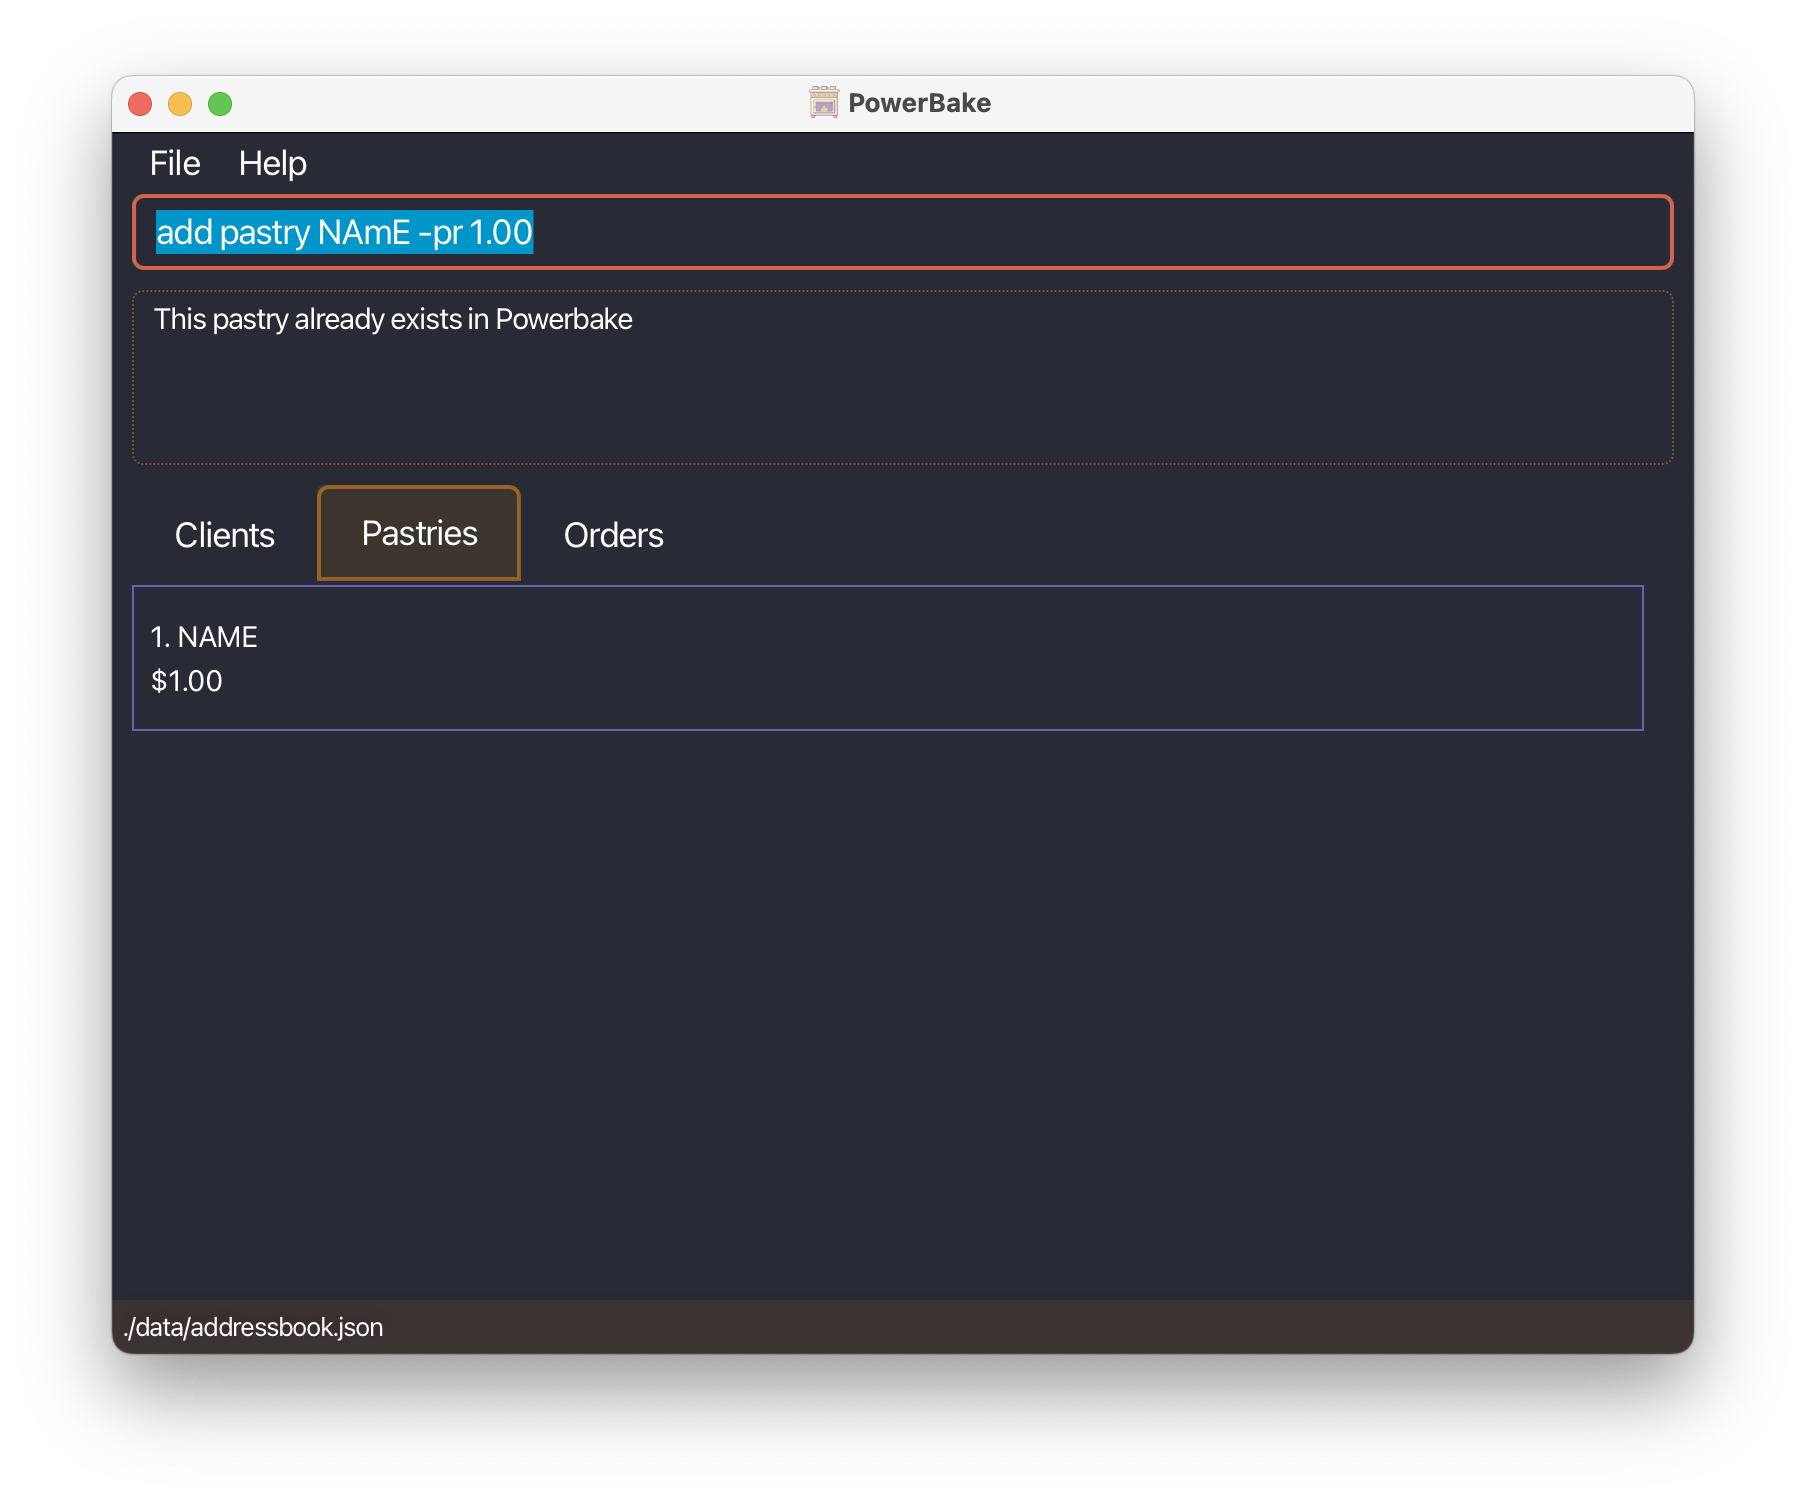 PowerBake
File Help
add pastry NAmE -pr 1.00
This pastry already exists in Powerbake
Clients Pastries Orders
1. NAME
$1.00
./data/addressbook.json